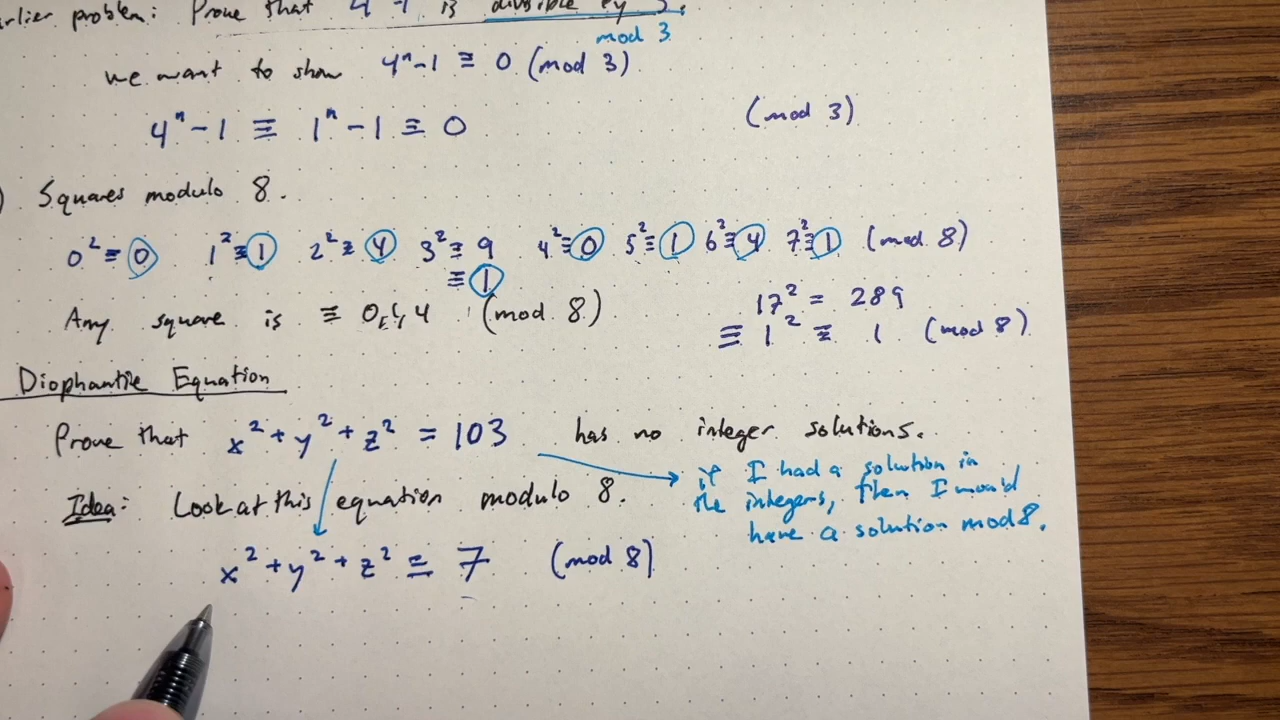 earlier problem: Prove that 4ⁿ-1 is divisible by 3.
mod 3
we want to show 4ⁿ-1 ≡ 0 (mod 3)
4ⁿ - 1 ≡ 1ⁿ - 1 ≡ 0 (mod 3)
) Squares modulo 8.
0² ≡ 0 1² ≡ 1 2² ≡ 4 3² ≡ 9 4² ≡ 0 5² ≡ 1 6² ≡ 4 7² ≡ 1 (mod 8)
≡ 1
17² = 289
Any square is ≡ 0,1,4 (mod 8)
≡ 1² ≡ 1 (mod 8)
Diophantie Equation
Prove that x² + y² + z² = 103 has no integer solutions.
if I had a solution in
Idea: Look at this equation modulo 8.
the integers, then I would
have a solution mod 8.
x² + y² + z² ≡ 7 (mod 8)